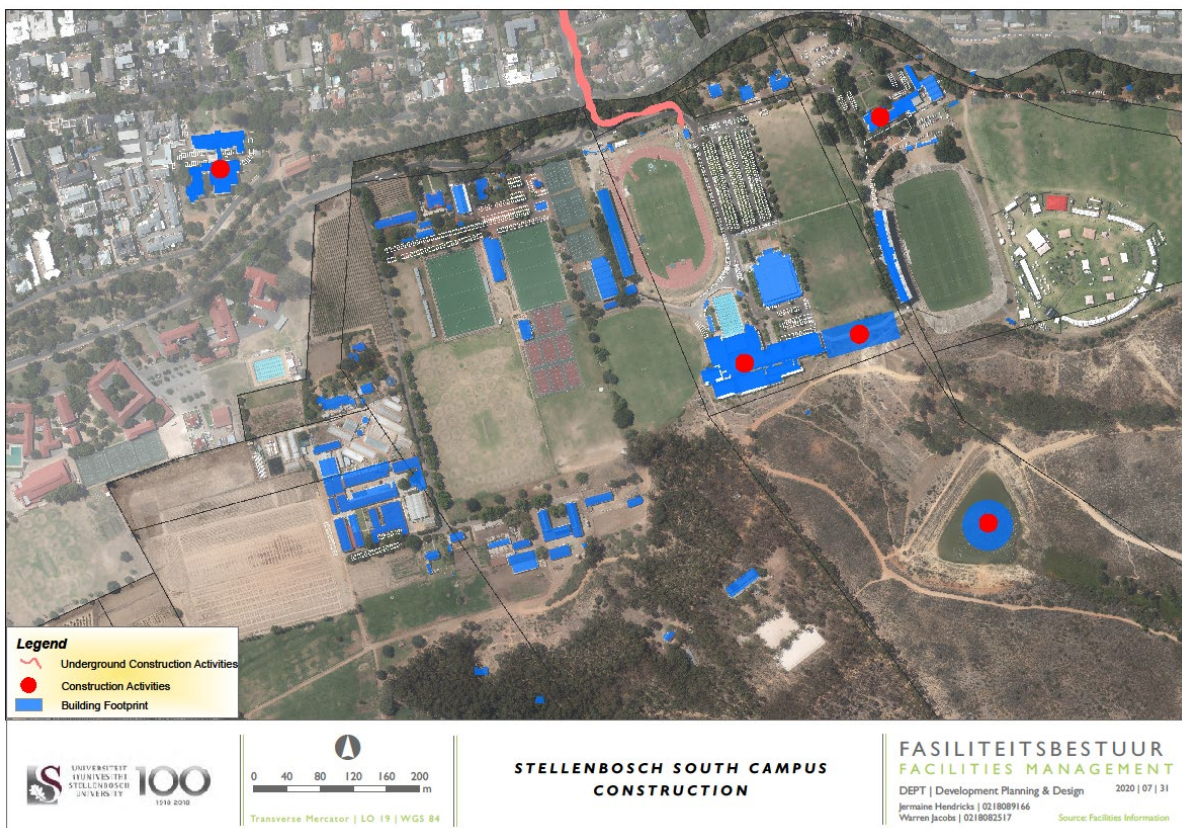 Legend
Underground Construction Activities
Construction Activities
Building Footprint
UNIVERSITEIT
iYUNIVESITHI
STELLENBOSCH
UNIVERSITY
100
1918 2018
0 40 80 120 160 200
m
Transverse Mercator | LO 19 | WGS 84
STELLENBOSCH SOUTH CAMPUS
CONSTRUCTION
FASILITEITSBESTUUR
FACILITIES MANAGEMENT
DEPT | Development Planning & Design 2020 | 07 | 31
Jermaine Hendricks | 0218089166
Warren Jacobs | 0218082517 Source: Facilities Information